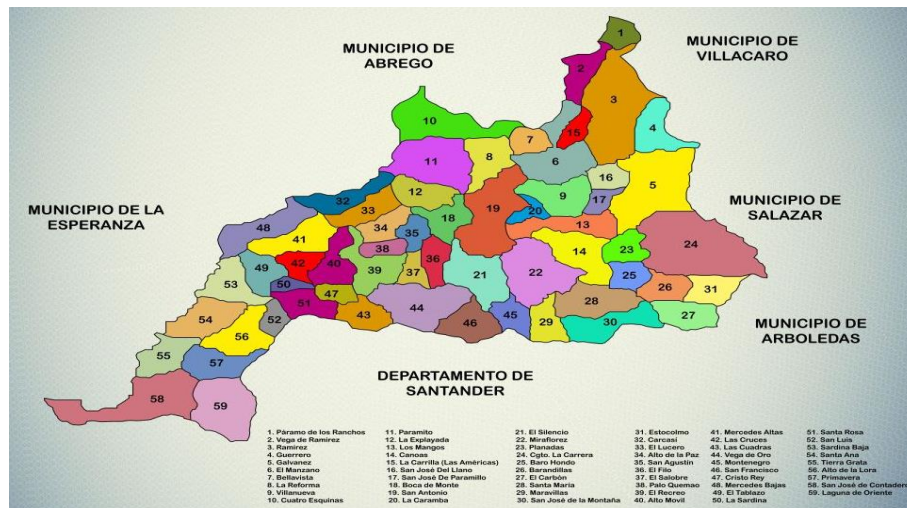 MUNICIPIO DE
ABREGO
MUNICIPIO DE
VILLACARO
MUNICIPIO DE LA
ESPERANZA
MUNICIPIO DE
SALAZAR
MUNICIPIO DE
ARBOLEDAS
DEPARTAMENTO DE
SANTANDER
1
2
3
4
5
6
7
8
9
10
11
12
13
14
15
16
17
18
19
20
21
22
23
24
25
26
27
28
29
30
31
32
33
34
35
36
37
38
39
40
41
42
43
44
45
46
47
48
49
50
51
52
53
54
55
56
57
58
59
1. Páramo de los Ranchos
2. Vega de Ramírez
3. Ramírez
4. Guerrero
5. Galvanez
6. El Manzano
7. Bellavista
8. La Reforma
9. Villanueva
10. Cuatro Esquinas
11. Paramito
12. La Explayada
13. Los Mangos
14. Canoas
15. La Carrilla (Las Américas)
16. San José Del Llano
17. San José De Paramillo
18. Boca de Monte
19. San Antonio
20. La Caramba
21. El Silencio
22. Miraflorez
23. Planadas
24. Cgto. La Carrera
25. Baro Hondo
26. Barandillas
27. El Carbón
28. Santa María
29. Maravillas
30. San José de la Montaña
31. Estocolmo
32. Carcasi
33. El Lucero
34. Alto de la Paz
35. San Agustín
36. El Filo
37. El Salobre
38. Palo Quemao
39. El Recreo
40. Alto Movil
41. Mercedes Altas
42. Las Cruces
43. Las Cuadras
44. Vega de Oro
45. Montenegro
46. San Francisco
47. Cristo Rey
48. Mercedes Bajas
49. El Tablazo
50. La Sardina
51. Santa Rosa
52. San Luis
53. Sardina Baja
54. Santa Ana
55. Tierra Grata
56. Alto de la Lora
57. Primavera
58. San José de Contadero
59. Laguna de Oriente